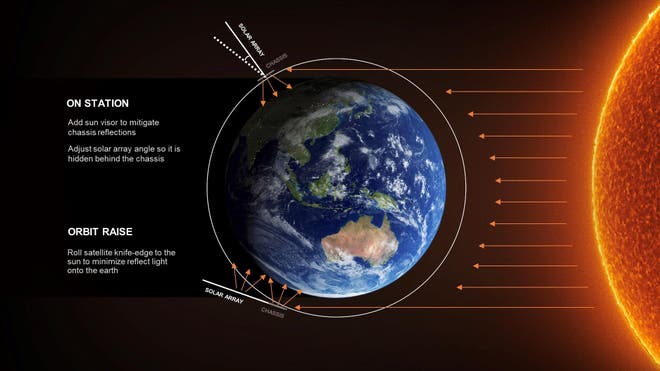 SOLAR ARRAY
CHASSIS
ON STATION
Add sun visor to mitigate
chassis reflections
Adjust solar array angle so it is
hidden behind the chassis
ORBIT RAISE
Roll satellite knife-edge to the
sun to minimize reflect light
onto the earth
SOLAR ARRAY
CHASSIS